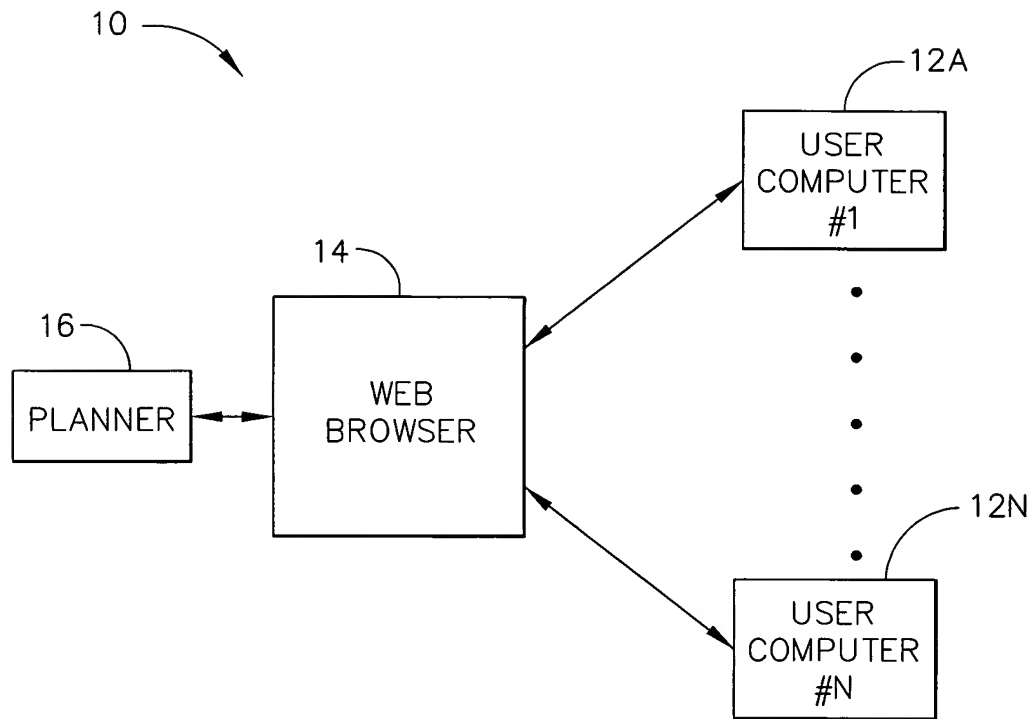 10
12A
USER
COMPUTER
#1
14
16
WEB
BROWSER
PLANNER
12N
USER
COMPUTER
#N